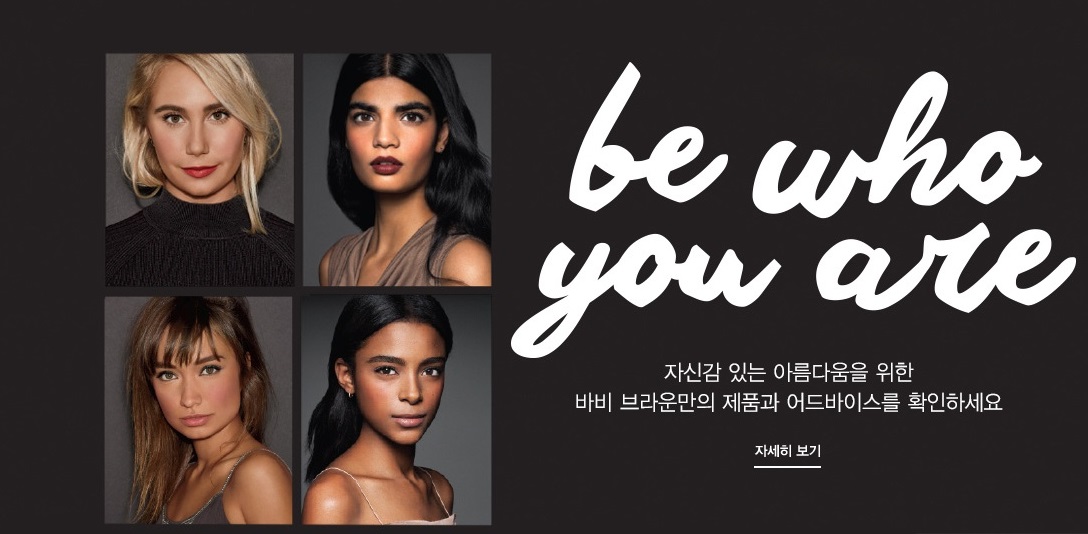 be who
you are
자신감 있는 아름다움을 위한
바비 브라운만의 제품과 어드바이스를 확인하세요
자세히 보기